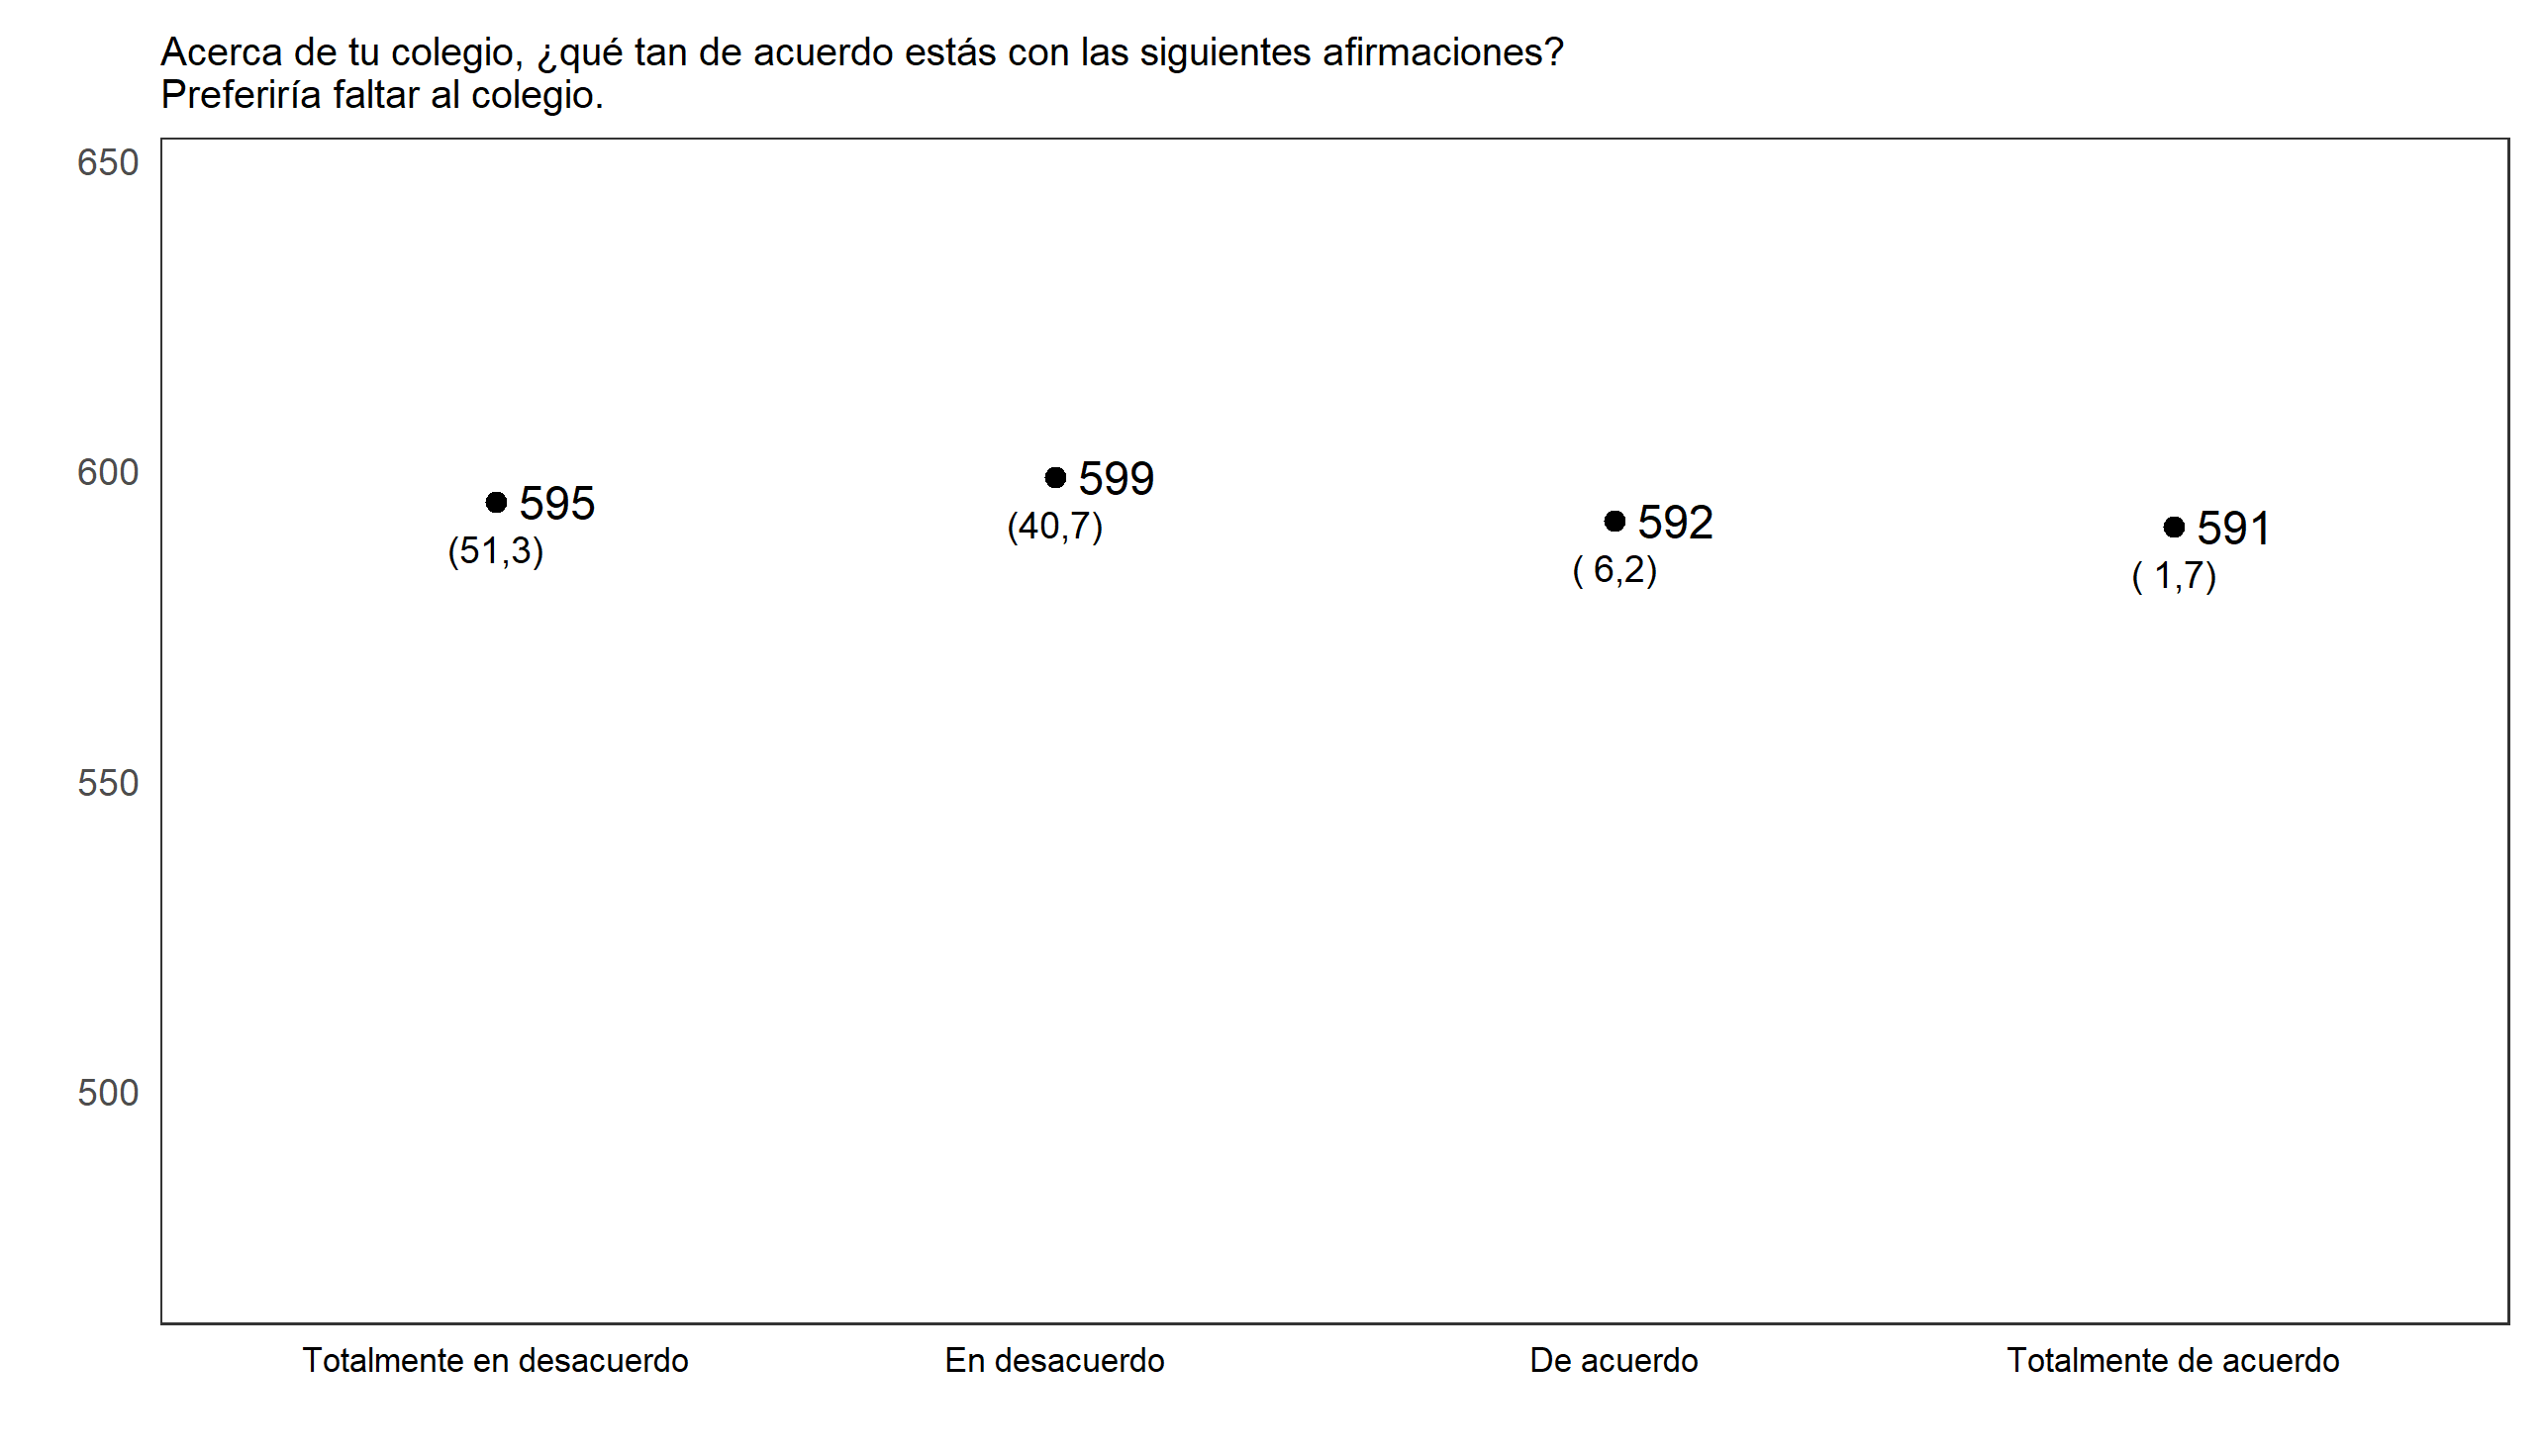 Acerca de tu colegio, ¿qué tan de acuerdo estás con las siguientes afirmaciones?
Preferiría faltar al colegio.
650
600
550
500
595
(51,3)
599
(40,7)
592
( 6,2)
591
( 1,7)
Totalmente en desacuerdo
En desacuerdo
De acuerdo
Totalmente de acuerdo